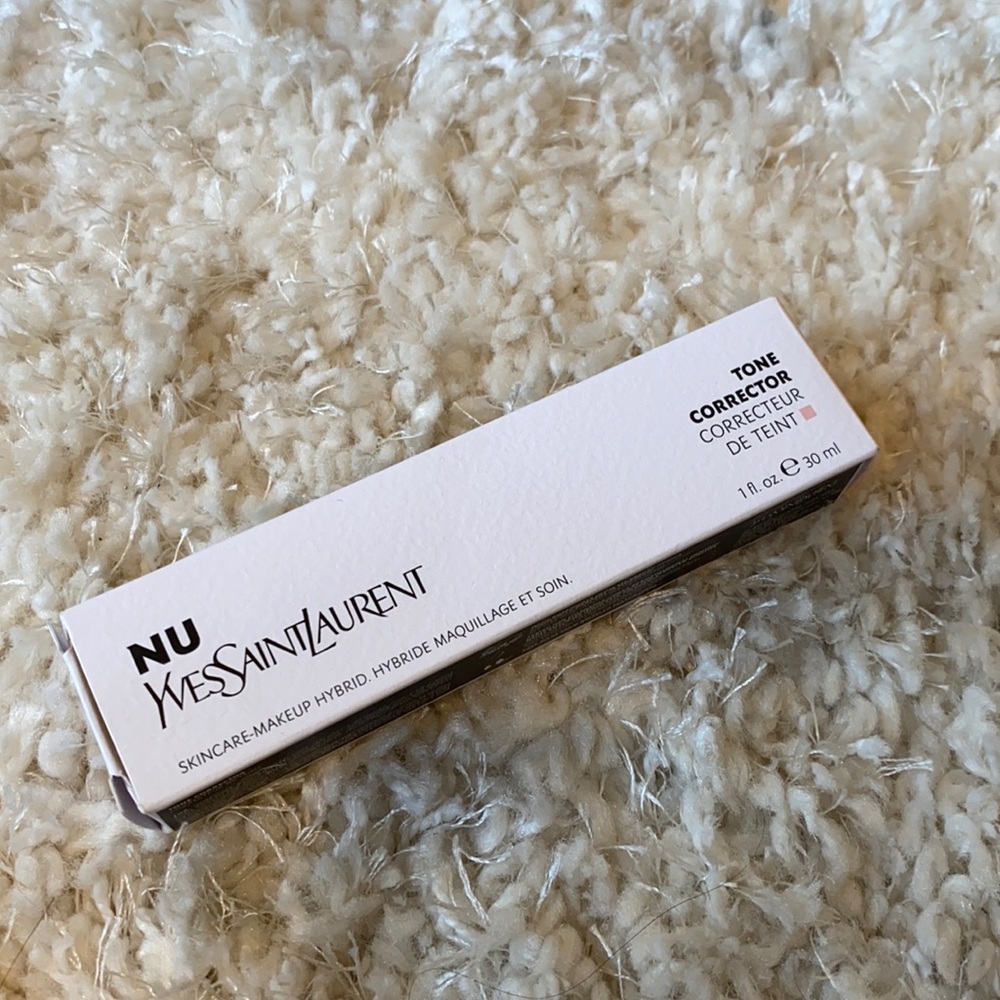 NU
YVESSAINTLAURENT
SKINCARE-MAKEUP HYBRID. HYBRIDE MAQUILLAGE ET SOIN.
TONE
CORRECTOR
CORRECTEUR
DE TEINT
1 fl. oz. ℮ 30 ml